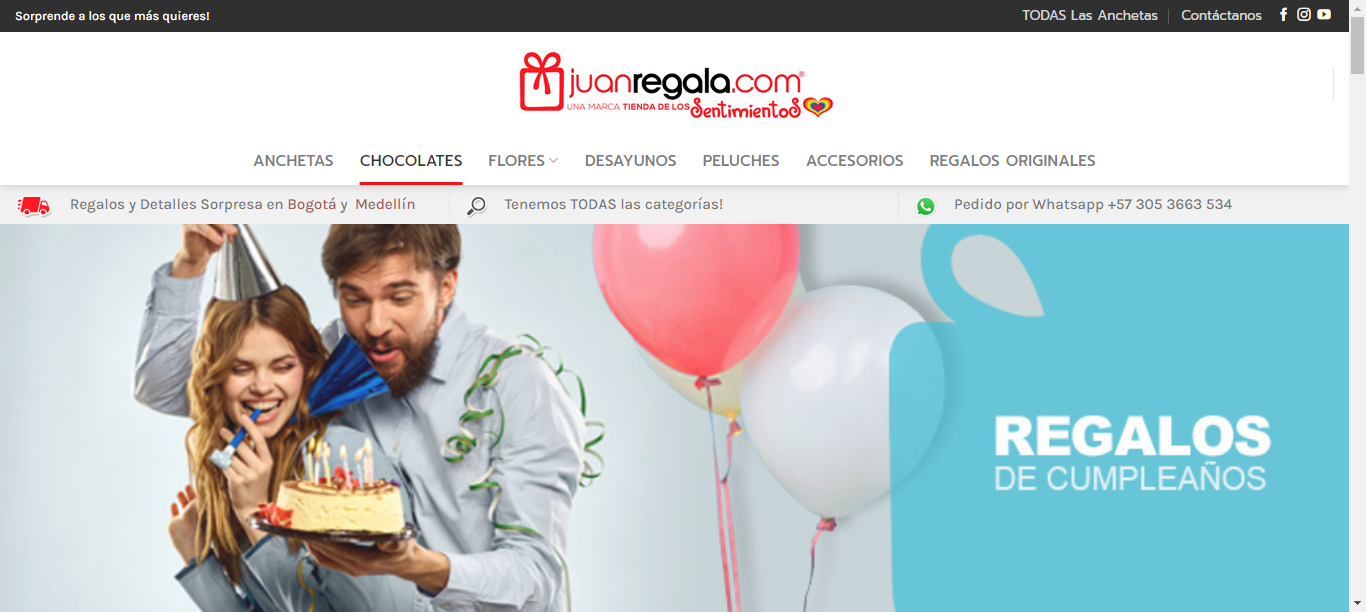 Sorprende a los que más quieres!
TODAS Las Anchetas
Contáctanos
juanregala.com®
UNA MARCA TIENDA DE LOS SentimientoS
ANCHETAS
CHOCOLATES
FLORES
DESAYUNOS
PELUCHES
ACCESORIOS
REGALOS ORIGINALES
Regalos y Detalles Sorpresa en Bogotá y Medellín
Tenemos TODAS las categorías!
Pedido por Whatsapp +57 305 3663 534
REGALOS
DE CUMPLEAÑOS